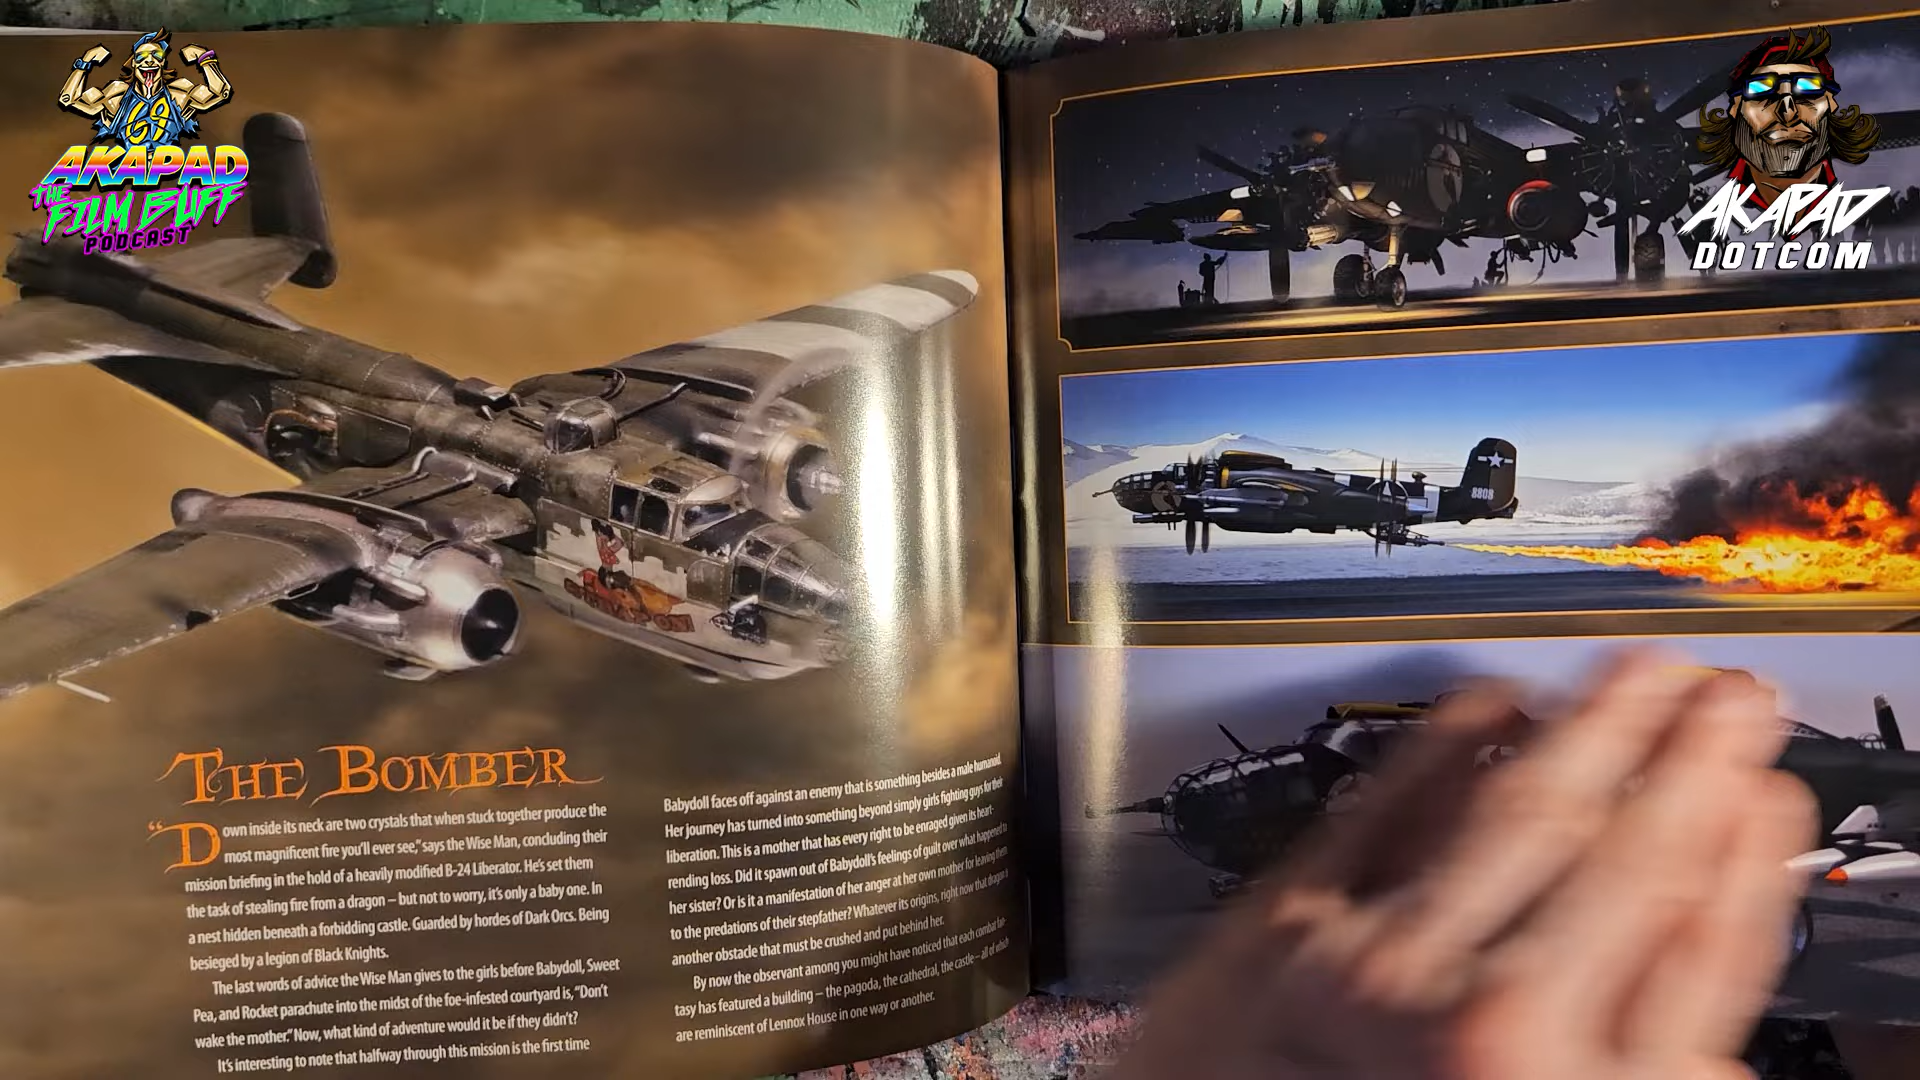 AKAPAD
THE
FILM BUFF
PODCAST
AKAPAD
DOTCOM
8808
THE BOMBER
“Down inside its neck are two crystals that when stuck together produce the
most magnificent fire you’ll ever see,” says the Wise Man, concluding their
mission briefing in the hold of a heavily modified B-24 Liberator. He’s set them
the task of stealing fire from a dragon – but not to worry, it’s only a baby one. In
a nest hidden beneath a forbidding castle. Guarded by hordes of Dark Orcs. Being
besieged by a legion of Black Knights.
The last words of advice the Wise Man gives to the girls before Babydoll, Sweet
Pea, and Rocket parachute into the midst of the foe-infested courtyard is, “Don’t
wake the mother.” Now, what kind of adventure would it be if they didn’t?
It’s interesting to note that halfway through this mission is the first time
Babydoll faces off against an enemy that is something besides a male humanoid.
Her journey has turned into something beyond simply girls fighting guys for their
liberation. This is a mother that has every right to be enraged given its heart-
rending loss. Did it spawn out of Babydoll’s feelings of guilt over what happened to
her sister? Or is it a manifestation of her anger at her own mother for leaving them
to the predations of their stepfather? Whatever its origins, right now that dragon is
another obstacle that must be crushed and put behind her.
By now the observant among you might have noticed that each combat fan-
tasy has featured a building – the pagoda, the cathedral, the castle – all of which
are reminiscent of Lennox House in one way or another.